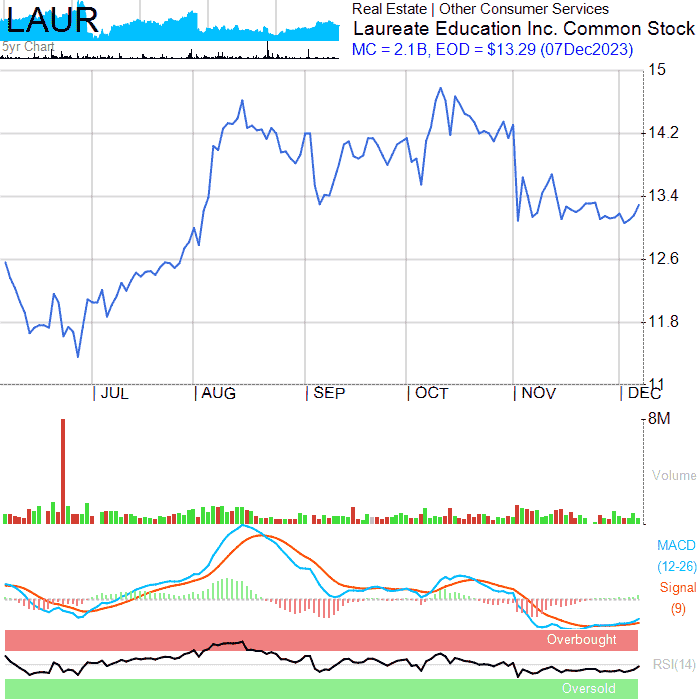 LAUR
5yr Chart
Real Estate | Other Consumer Services
Laureate Education Inc. Common Stock
MC = 2.1B, EOD = $13.29 (07Dec2023)
15
14.2
13.4
12.6
11.8
11
JUL AUG SEP OCT NOV DEC
8M
Volume
MACD
(12-26)
Signal
(9)
Overbought
RSI(14)
Oversold